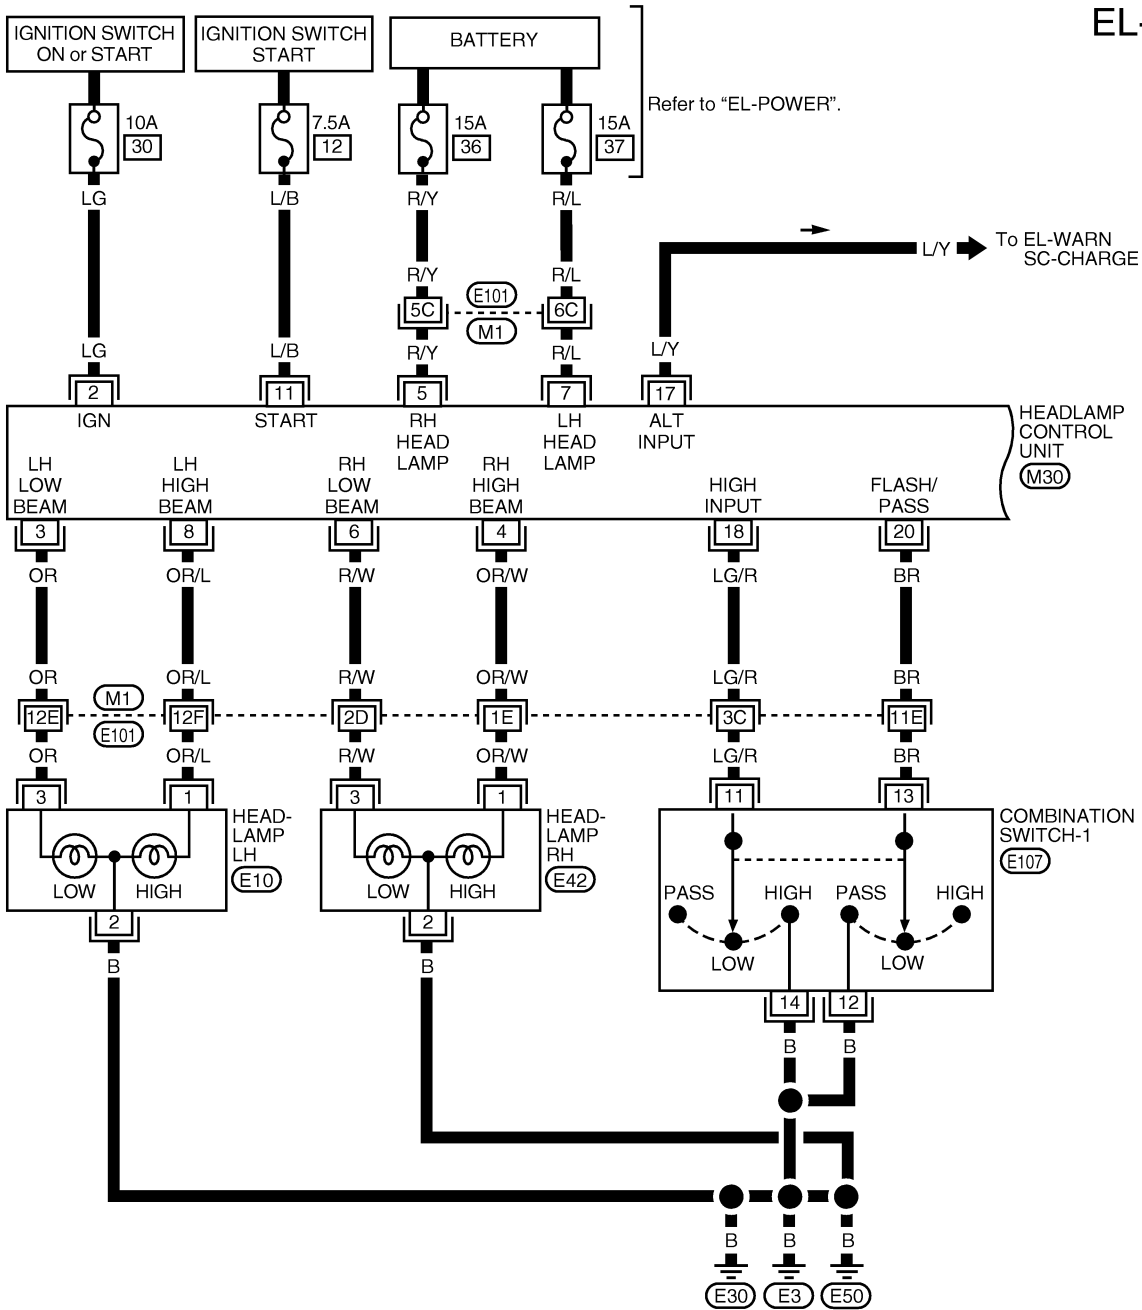 EL-
IGNITION SWITCH
ON or START
IGNITION SWITCH
START
BATTERY
Refer to “EL-POWER”.
10A
30
7.5A
12
15A
36
15A
37
LG
L/B
R/Y
R/L
L/Y
To EL-WARN
SC-CHARGE
R/Y
R/L
5C
E101
M1
6C
LG
L/B
R/Y
R/L
L/Y
2
11
5
7
17
IGN
START
RH
HEAD
LAMP
LH
HEAD
LAMP
ALT
INPUT
HEADLAMP
CONTROL
UNIT
M30
LH
LOW
BEAM
LH
HIGH
BEAM
RH
LOW
BEAM
RH
HIGH
BEAM
HIGH
INPUT
FLASH/
PASS
3
8
6
4
18
20
OR
OR/L
R/W
OR/W
LG/R
BR
OR
OR/L
R/W
OR/W
LG/R
BR
12E
M1
E101
12F
2D
1E
3C
11E
OR
OR/L
R/W
OR/W
LG/R
BR
3
1
3
1
11
13
HEAD-
LAMP
LH
E10
LOW
HIGH
HEAD-
LAMP
RH
E42
LOW
HIGH
COMBINATION
SWITCH-1
E107
PASS
HIGH
LOW
PASS
HIGH
LOW
2
2
14
12
B
B
B
B
B
B
B
E30
E3
E50